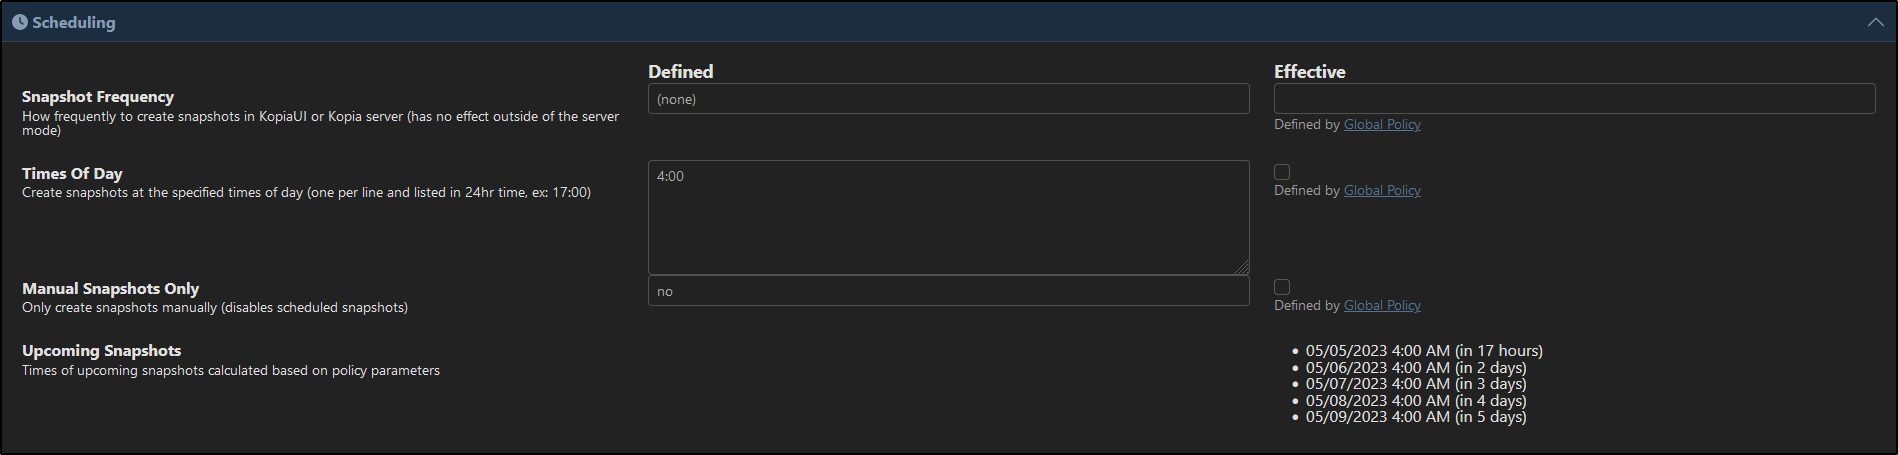 Scheduling
Defined
Effective
Snapshot Frequency
How frequently to create snapshots in KopiaUI or Kopia server (has no effect outside of the server
mode)
(none)
Defined by Global Policy
Times Of Day
Create snapshots at the specified times of day (one per line and listed in 24hr time, ex: 17:00)
4:00
Defined by Global Policy
Manual Snapshots Only
Only create snapshots manually (disables scheduled snapshots)
no
Defined by Global Policy
Upcoming Snapshots
Times of upcoming snapshots calculated based on policy parameters
05/05/2023 4:00 AM (in 17 hours)
05/06/2023 4:00 AM (in 2 days)
05/07/2023 4:00 AM (in 3 days)
05/08/2023 4:00 AM (in 4 days)
05/09/2023 4:00 AM (in 5 days)